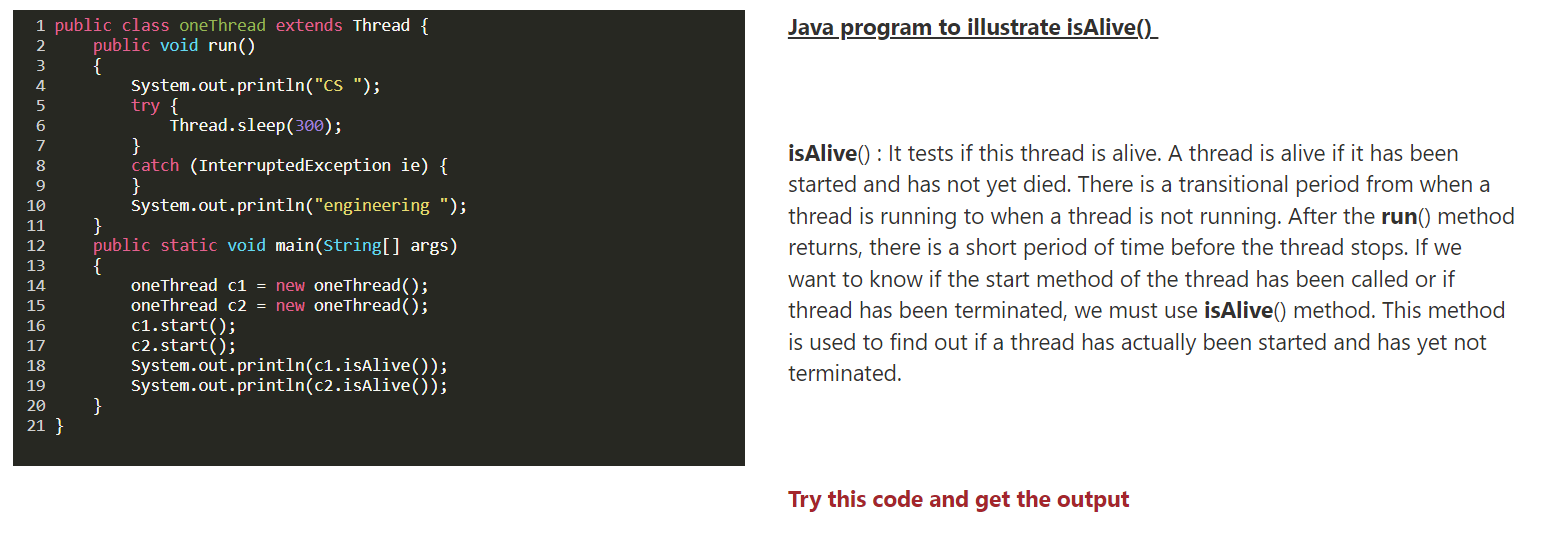 1 public class oneThread extends Thread {
2     public void run()
3     {
4         System.out.println("CS ");
5         try {
6             Thread.sleep(300);
7         }
8         catch (InterruptedException ie) {
9         }
10         System.out.println("engineering ");
11     }
12     public static void main(String[] args)
13     {
14         oneThread c1 = new oneThread();
15         oneThread c2 = new oneThread();
16         c1.start();
17         c2.start();
18         System.out.println(c1.isAlive());
19         System.out.println(c2.isAlive());
20     }
21 }
Java program to illustrate isAlive()
isAlive() : It tests if this thread is alive. A thread is alive if it has been
started and has not yet died. There is a transitional period from when a
thread is running to when a thread is not running. After the run() method
returns, there is a short period of time before the thread stops. If we
want to know if the start method of the thread has been called or if
thread has been terminated, we must use isAlive() method. This method
is used to find out if a thread has actually been started and has yet not
terminated.
Try this code and get the output